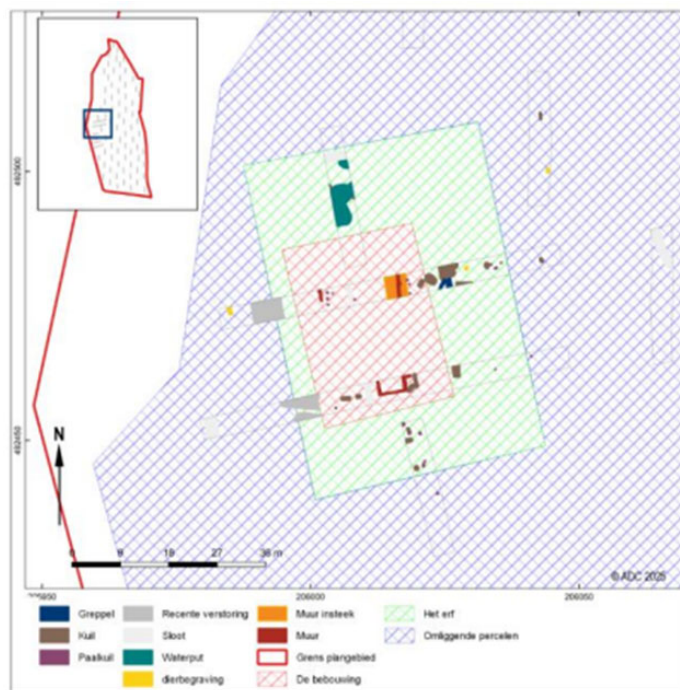 492500
492450
N
0 9 18 27 36 m
© ADC 2025
206000 206050
Greppel Recente verstoring Muur insteek Het erf
Kuil Sloot Muur Omliggende percelen
Paalkuil Waterput Grens plangebied
dierbegraving De bebouwing